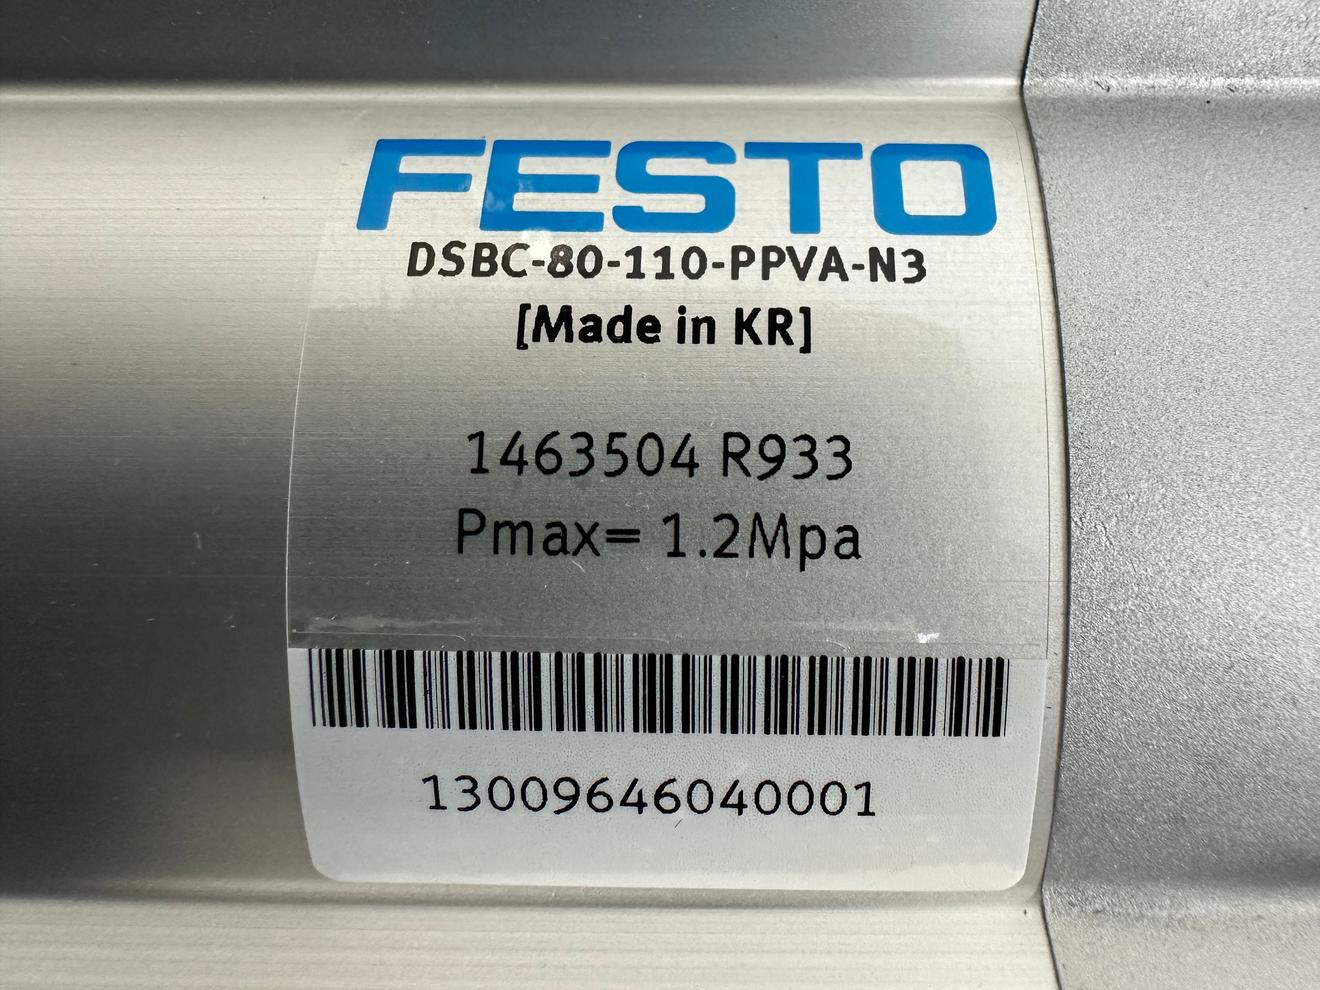 FESTO
DSBC-80-110-PPVA-N3
[Made in KR]
1463504 R933
Pmax= 1.2Mpa
13009646040001